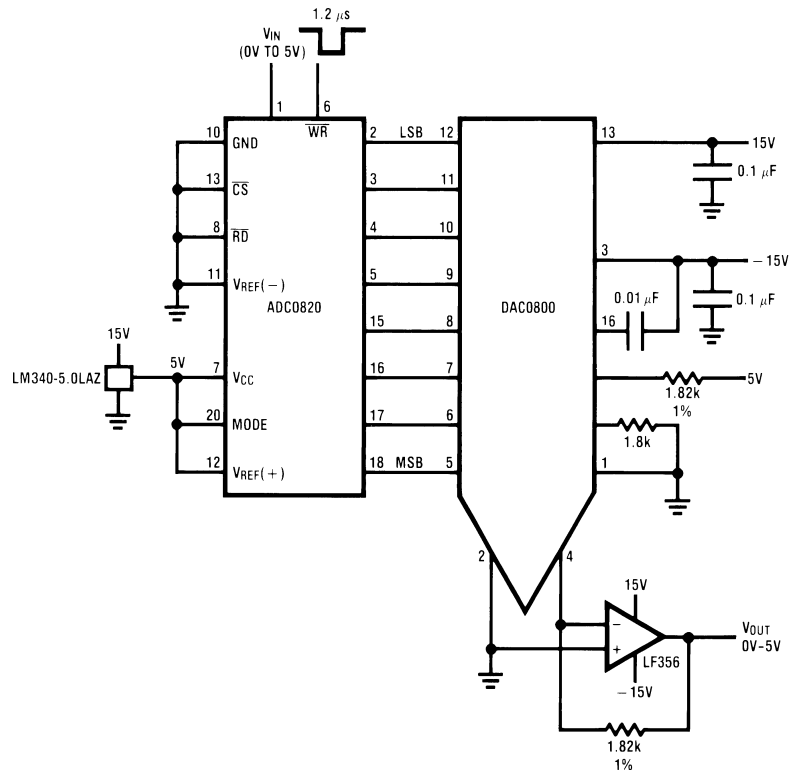 1.2 μs
VIN
(0V TO 5V)
1
6
WR
10 GND
2 LSB 12
13 15V
0.1 μF
13 CS
3 11
8 RD
4 10
3 −15V
11 VREF(−)
5 9
0.01 μF
0.1 μF
ADC0820
DAC0800
15 8
16
15V
LM340-5.0LAZ
5V
7 VCC
16 7
5V
1.82k
1%
20 MODE
17 6
1.8k
12 VREF(+)
18 MSB 5
1
2
4
15V
−
+
LF356
−15V
VOUT
0V–5V
1.82k
1%